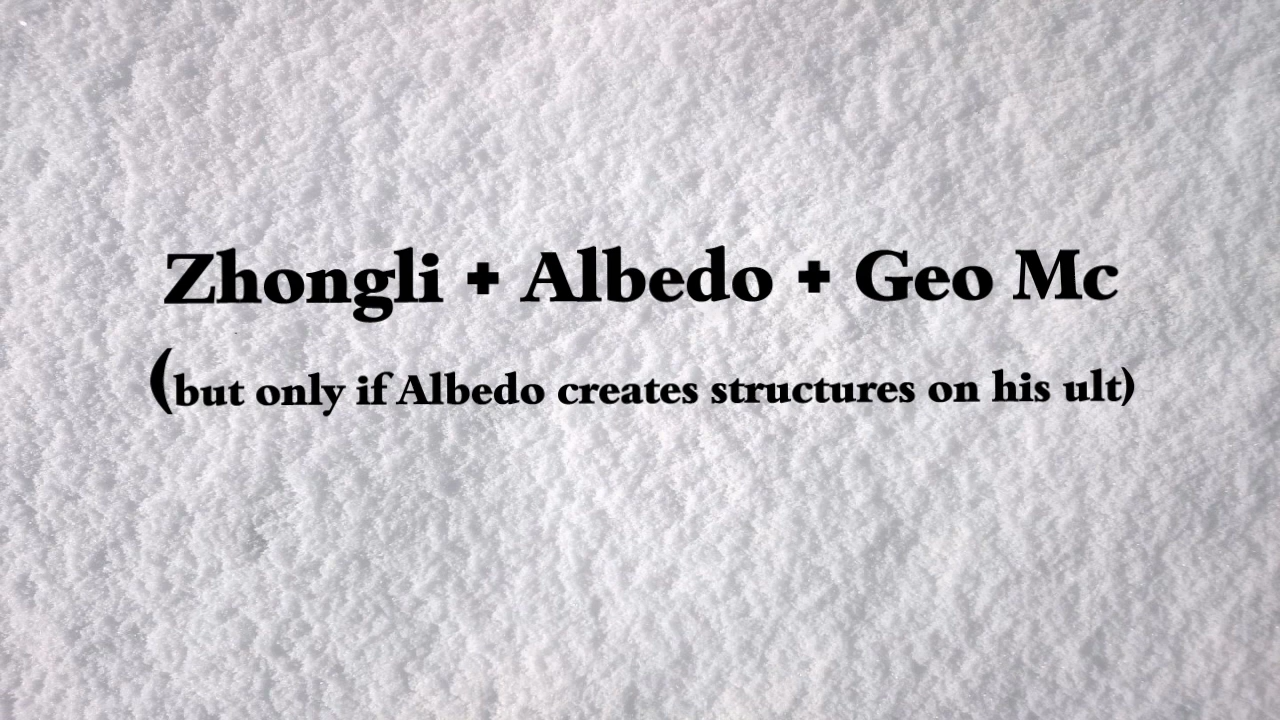 Zhongli + Albedo + Geo Mc
(but only if Albedo creates structures on his ult)